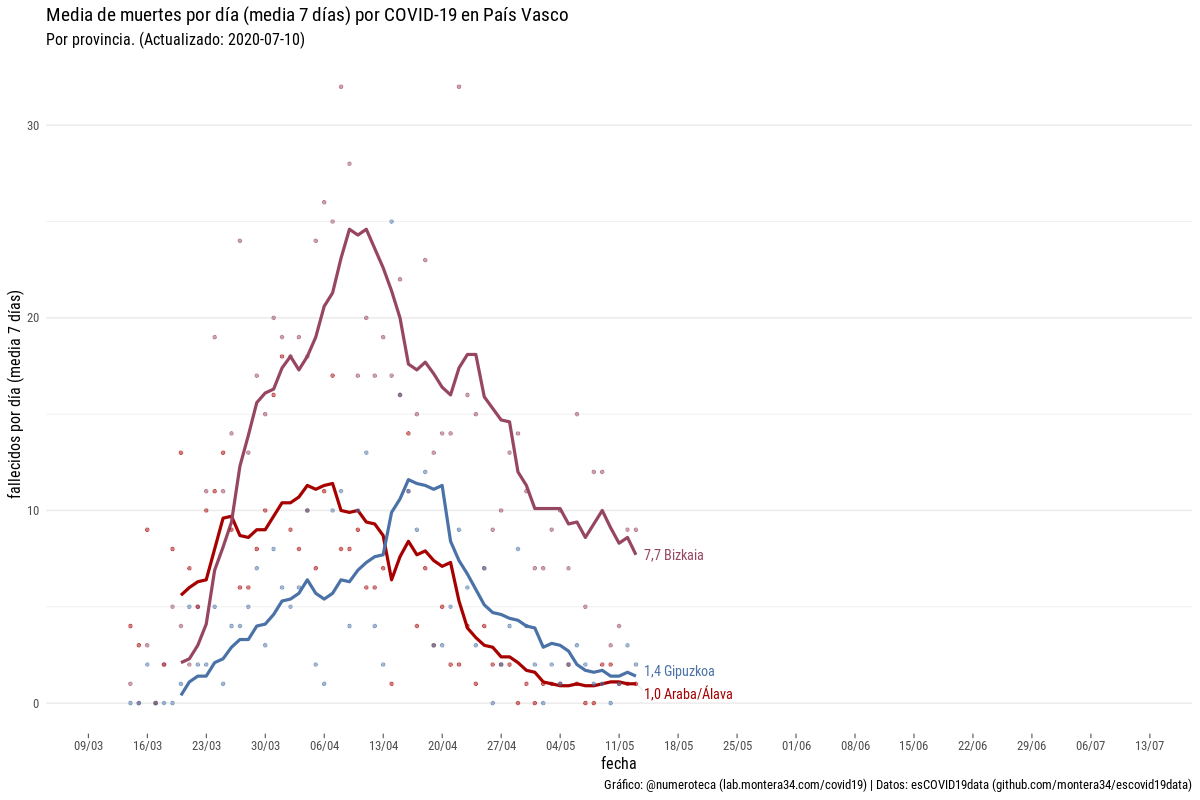 Media de muertes por día (media 7 días) por COVID-19 en País Vasco
Por provincia. (Actualizado: 2020-07-10)
fallecidos por día (media 7 días)
30
20
10
0
7,7 Bizkaia
1,4 Gipuzkoa
1,0 Araba/Álava
09/03 16/03 23/03 30/03 06/04 13/04 20/04 27/04 04/05 11/05 18/05 25/05 01/06 08/06 15/06 22/06 29/06 06/07 13/07
fecha
Gráfico: @numeroteca (lab.montera34.com/covid19) | Datos: esCOVID19data (github.com/montera34/escovid19data)